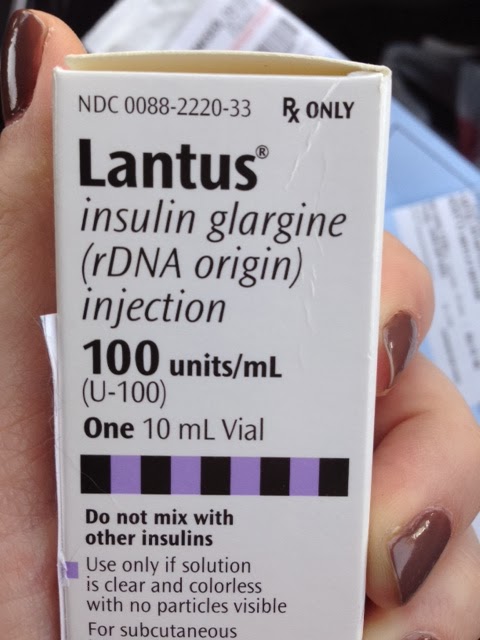 NDC 0088-2220-33 Rx ONLY
Lantus®
insulin glargine
(rDNA origin)
injection
100 units/mL
(U-100)
One 10 mL Vial
Do not mix with
other insulins
Use only if solution
is clear and colorless
with no particles visible
For subcutaneous